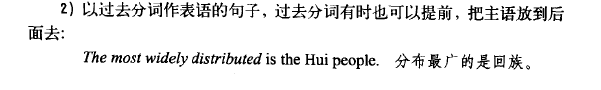 2）以过去分词作表语的句子，过去分词有时也可以提前，把主语放到后
面去：
The most widely distributed is the Hui people. 分布最广的是回族。